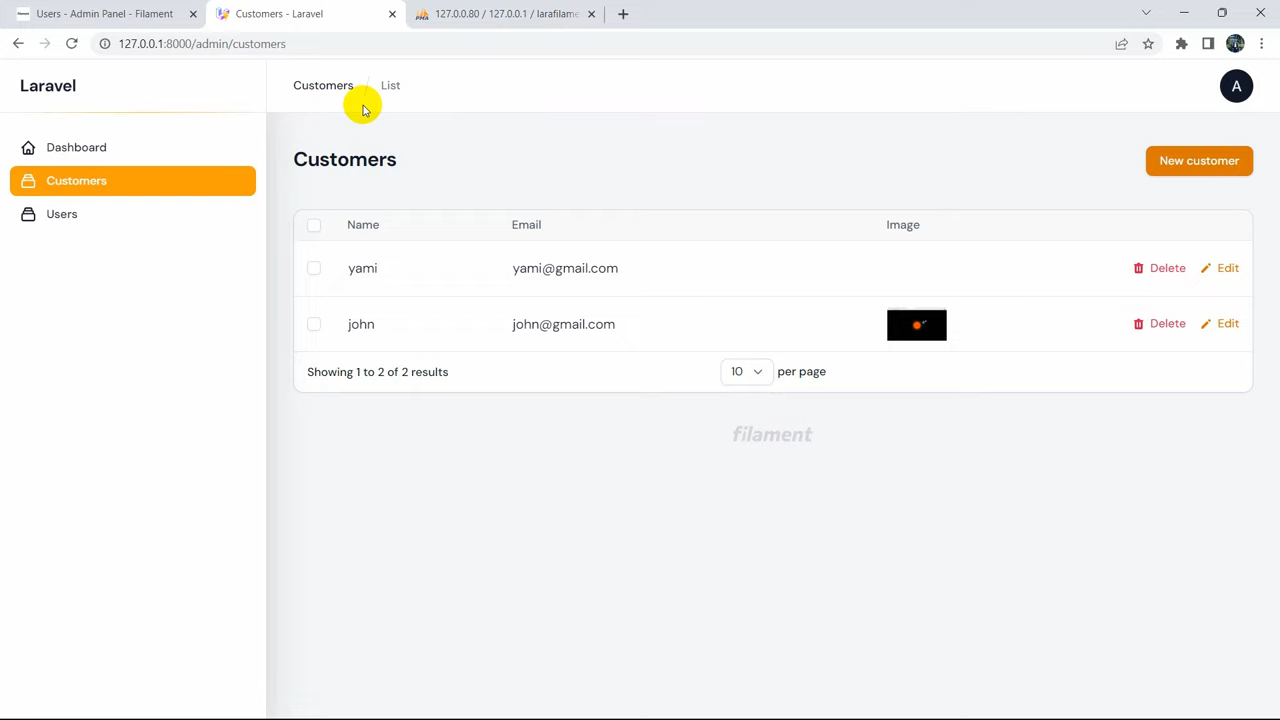 Users - Admin Panel - Filament
Customers - Laravel
127.0.0.80 / 127.0.0.1 / larafilame
127.0.0.1:8000/admin/customers
Laravel
Customers / List
A
Dashboard
Customers
Users
Customers
New customer
Name Email Image
yami yami@gmail.com Delete Edit
john john@gmail.com Delete Edit
Showing 1 to 2 of 2 results 10 per page
filament